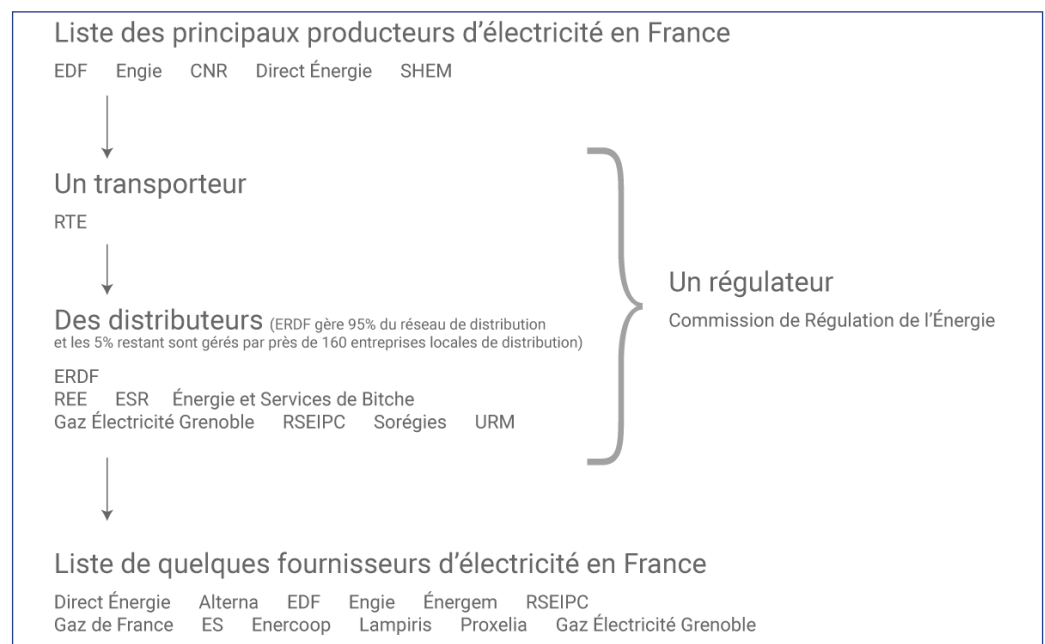 Liste des principaux producteurs d’électricité en France
EDF Engie CNR Direct Énergie SHEM
Un transporteur
RTE
Des distributeurs (ERDF gère 95% du réseau de distribution
et les 5% restant sont gérés par près de 160 entreprises locales de distribution)
ERDF
REE ESR Énergie et Services de Bitche
Gaz Électricité Grenoble RSEIPC Sorégies URM
Un régulateur
Commission de Régulation de l’Énergie
Liste de quelques fournisseurs d’électricité en France
Direct Énergie Alterna EDF Engie Énergem RSEIPC
Gaz de France ES Enercoop Lampiris Proxelia Gaz Électricité Grenoble